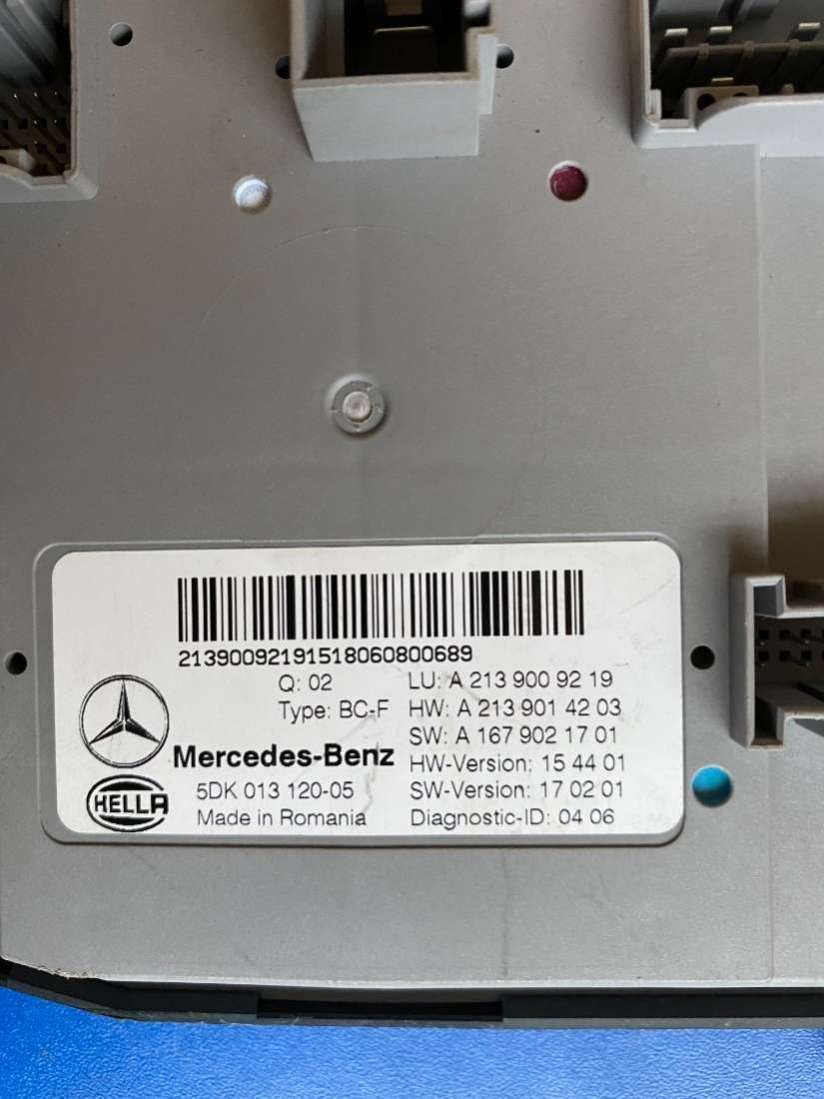 21390092191518060800689
Q: 02 LU: A 213 900 92 19
Type: BC-F HW: A 213 901 42 03
SW: A 167 902 17 01
Mercedes-Benz HW-Version: 15 44 01
HELLA 5DK 013 120-05 SW-Version: 17 02 01
Made in Romania Diagnostic-ID: 04 06